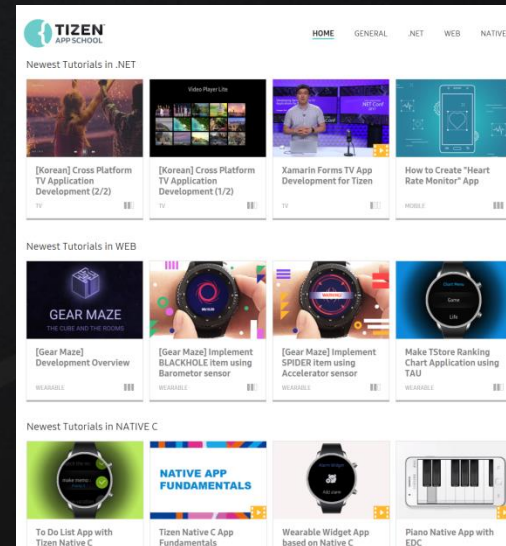 TIZEN
APP SCHOOL
HOME GENERAL .NET WEB NATIVE
Newest Tutorials in .NET
Video Player Lite
[Korean] Cross Platform
TV Application
Development (2/2)
TV
[Korean] Cross Platform
TV Application
Development (1/2)
TV
Xamarin Forms TV App
Development for Tizen
TV
How to Create "Heart
Rate Monitor" App
MOBILE
Newest Tutorials in WEB
GEAR MAZE
THE CUBE AND THE ROOMS
[Gear Maze]
Development Overview
WEARABLE
[Gear Maze] Implement
BLACKHOLE item using
Barometor sensor
WEARABLE
[Gear Maze] Implement
SPIDER item using
Accelerator sensor
WEARABLE
Make TStore Ranking
Chart Application using
TAU
WEARABLE
Newest Tutorials in NATIVE C
NATIVE APP
FUNDAMENTALS
To Do List App with
Tizen Native C
Tizen Native C App
Fundamentals
Wearable Widget App
based on Native C
Piano Native App with
EDC